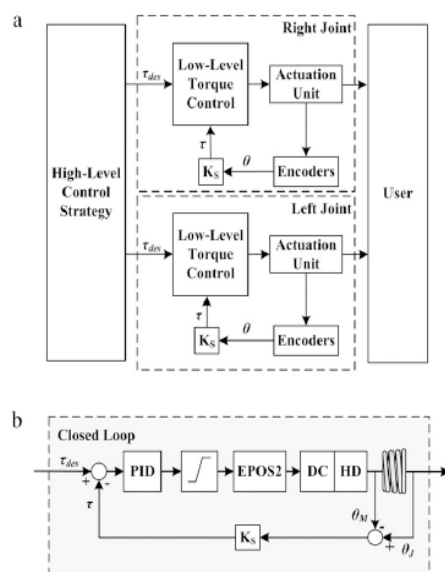 a
Right Joint
τdes
Low-Level
Torque
Control
Actuation
Unit
τ
θ
KS
Encoders
High-Level
Control
Strategy
User
Left Joint
τdes
Low-Level
Torque
Control
Actuation
Unit
τ
θ
KS
Encoders
b
Closed Loop
τdes
+
-
PID
EPOS2
DC
HD
τ
KS
θM
-
+
θJ